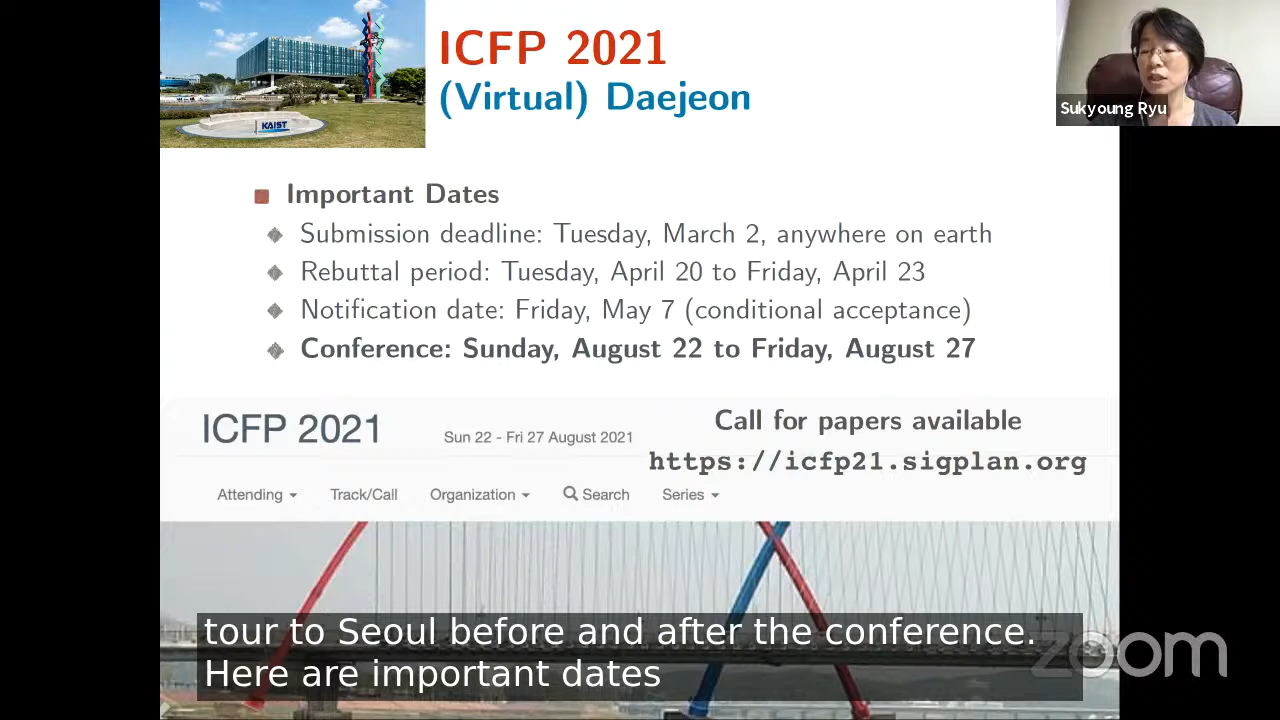 ICFP 2021
(Virtual) Daejeon
KAIST
Sukyoung Ryu
Important Dates
Submission deadline: Tuesday, March 2, anywhere on earth
Rebuttal period: Tuesday, April 20 to Friday, April 23
Notification date: Friday, May 7 (conditional acceptance)
Conference: Sunday, August 22 to Friday, August 27
ICFP 2021
Sun 22 - Fri 27 August 2021
Call for papers available
https://icfp21.sigplan.org
Attending Track/Call Organization Search Series
tour to Seoul before and after the conference.
Here are important dates
zoom